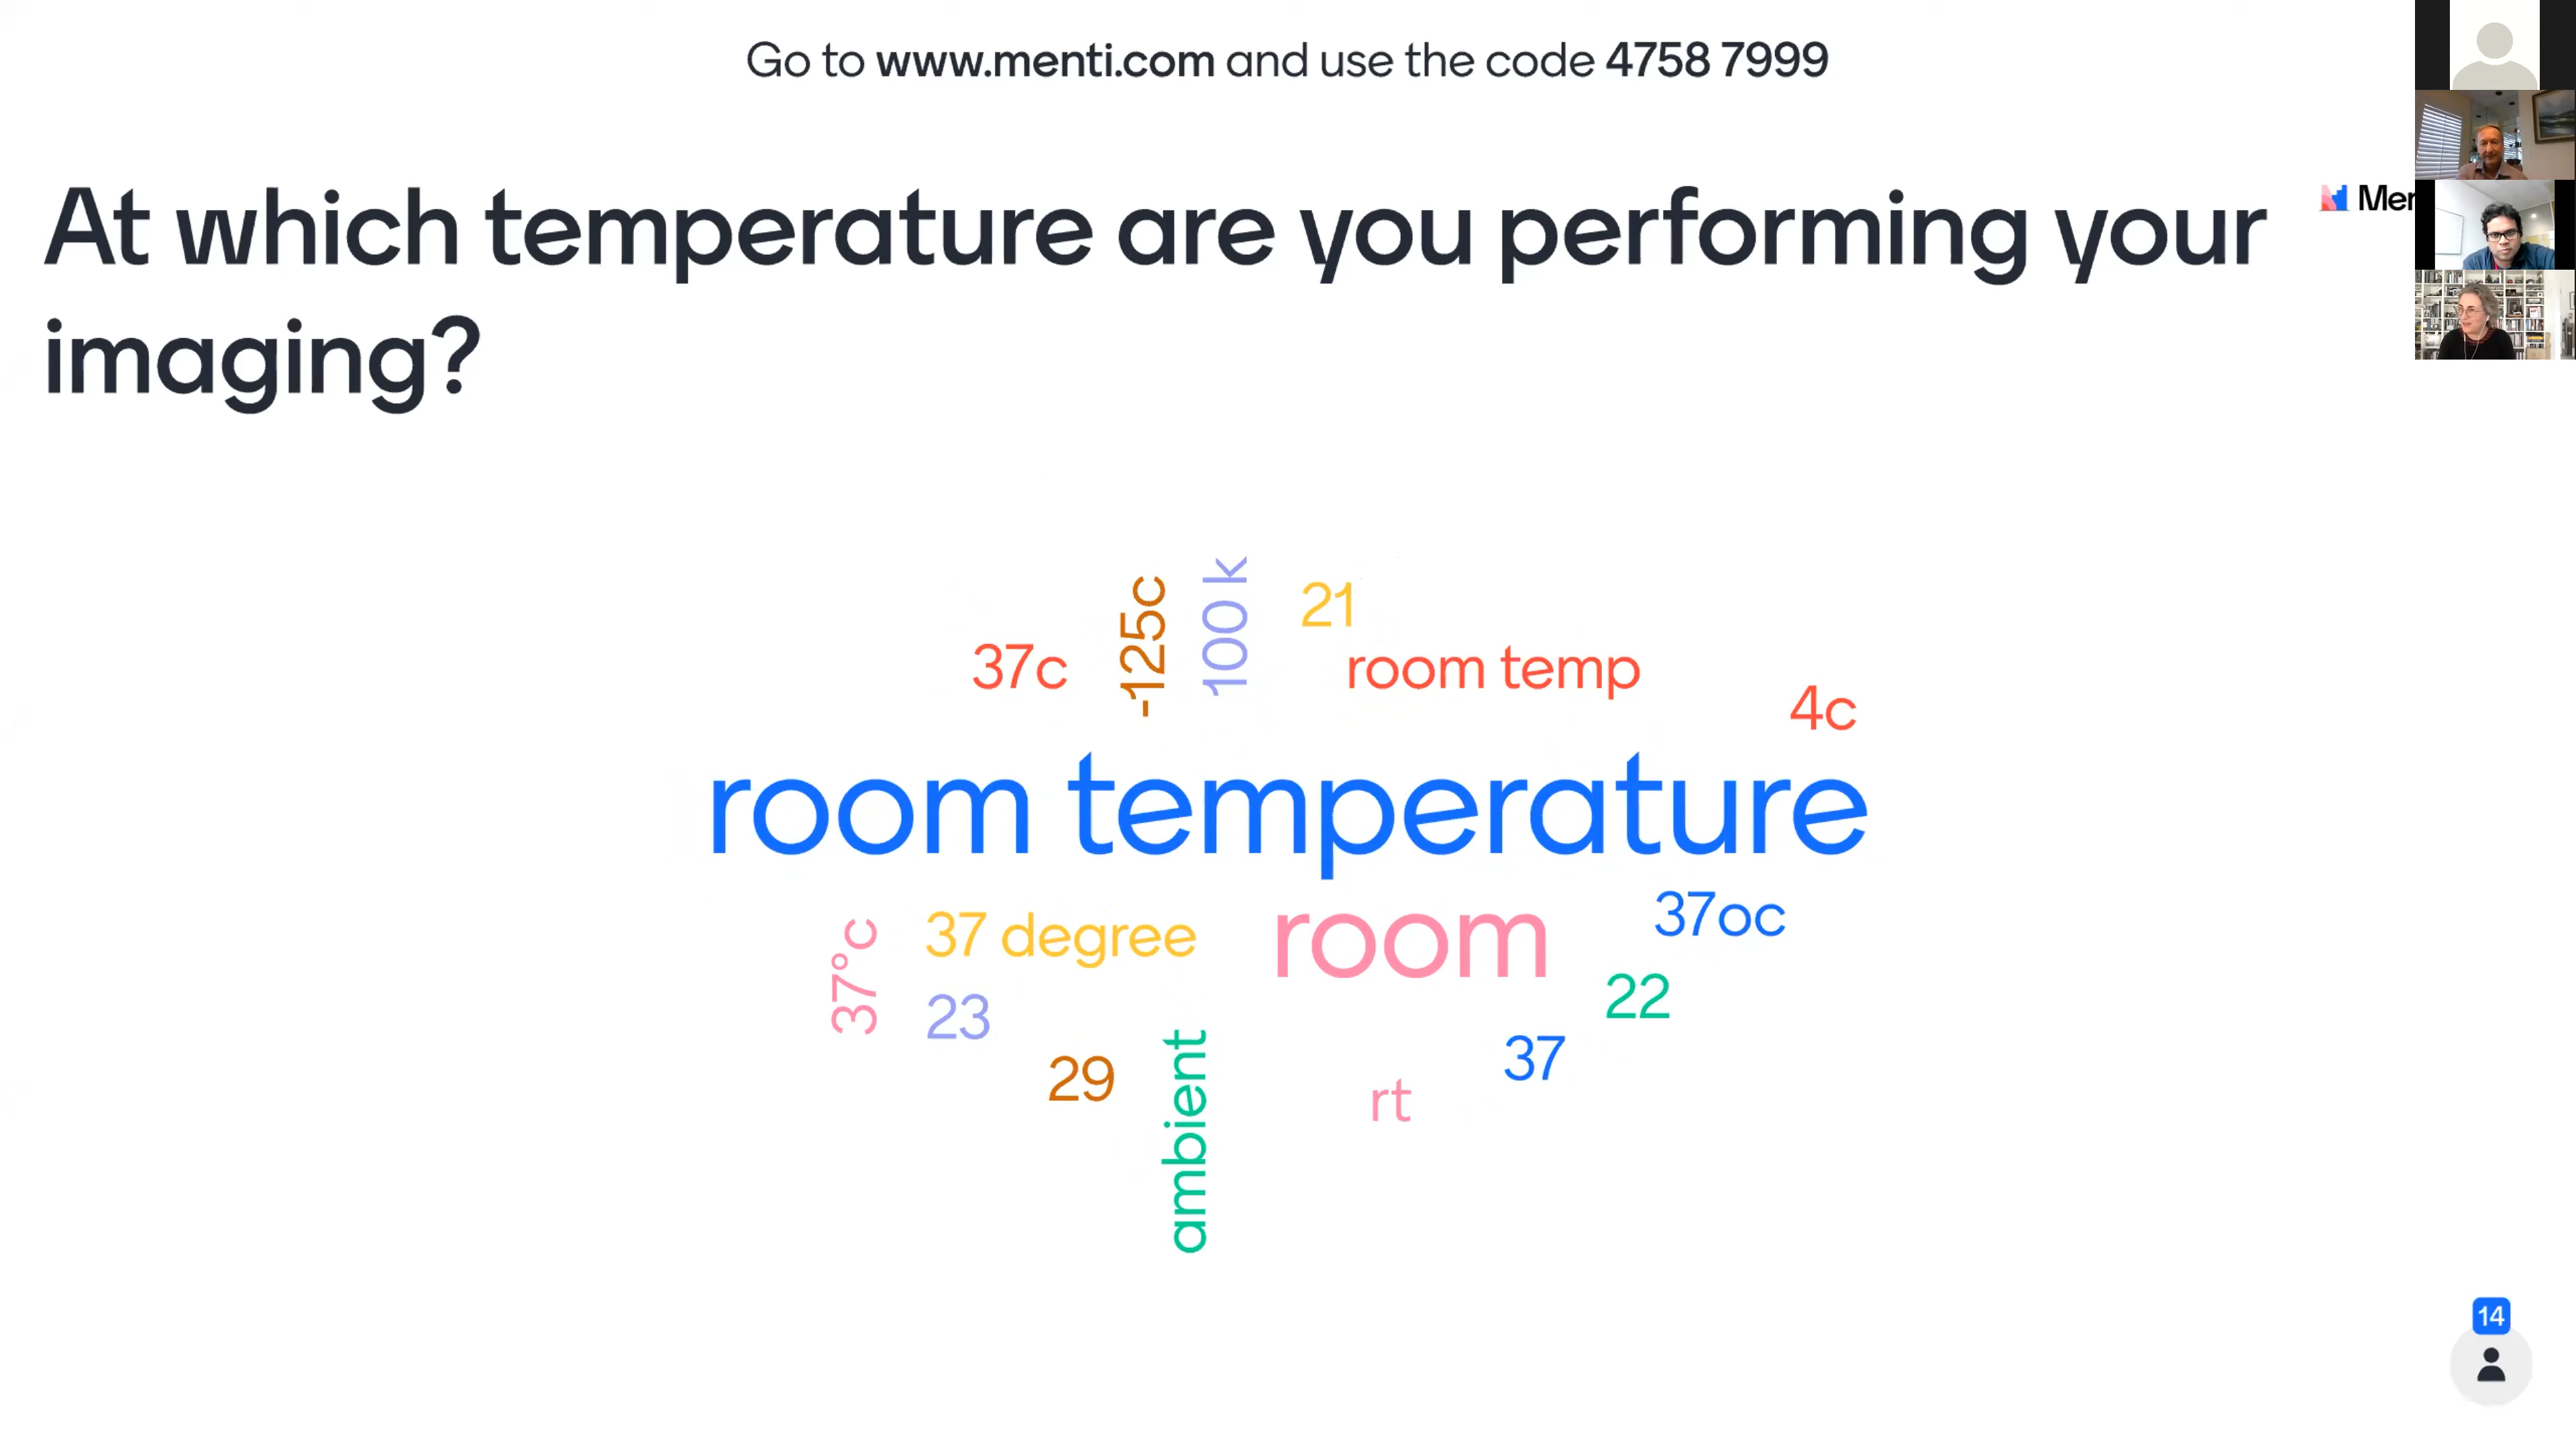 Go to www.menti.com and use the code 4758 7999
At which temperature are you performing your
imaging?
Men
37c
-125c
100 k
21
room temp
4c
room temperature
37°c
37 degree
room
37oc
23
22
29
ambient
37
rt
14